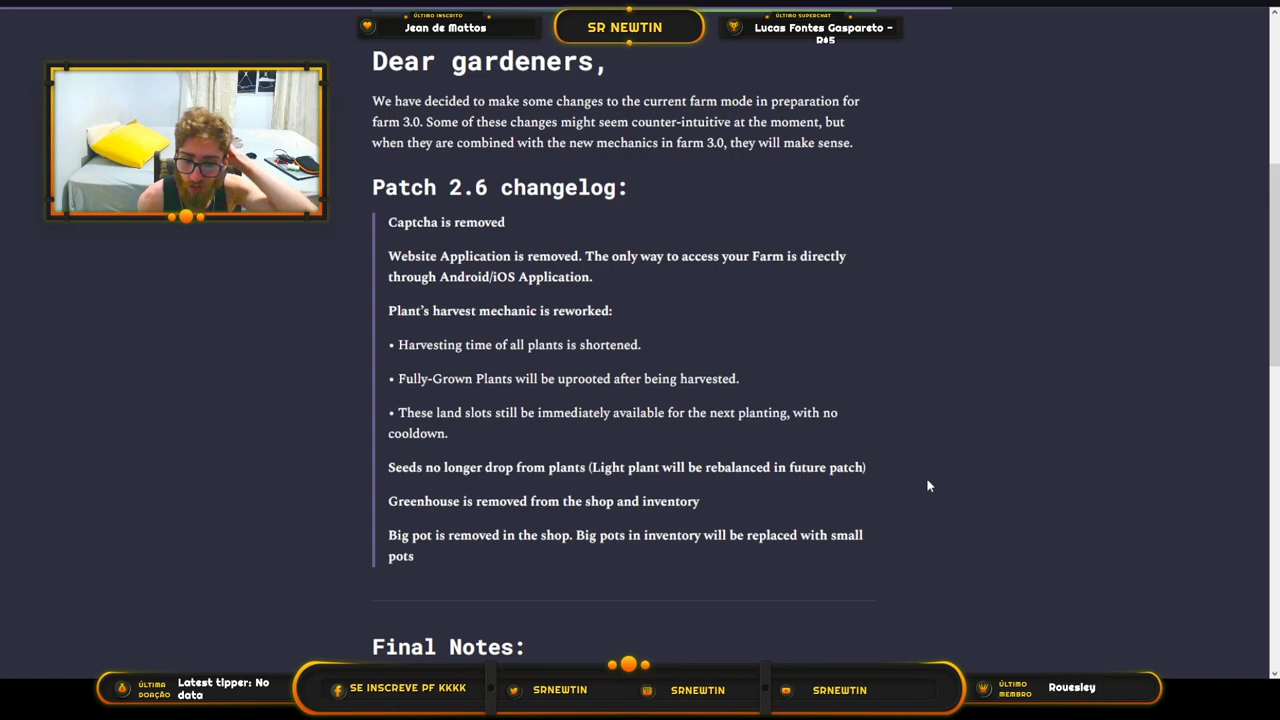 ÚLTIMO INSCRITO
Jean de Mattos
SR NEWTIN
ÚLTIMO SUPERCHAT
Lucas Fontes Gaspareto -
R$5
Dear gardeners,
We have decided to make some changes to the current farm mode in preparation for
farm 3.0. Some of these changes might seem counter-intuitive at the moment, but
when they are combined with the new mechanics in farm 3.0, they will make sense.
Patch 2.6 changelog:
Captcha is removed
Website Application is removed. The only way to access your Farm is directly
through Android/iOS Application.
Plant’s harvest mechanic is reworked:
• Harvesting time of all plants is shortened.
• Fully-Grown Plants will be uprooted after being harvested.
• These land slots still be immediately available for the next planting, with no
cooldown.
Seeds no longer drop from plants (Light plant will be rebalanced in future patch)
Greenhouse is removed from the shop and inventory
Big pot is removed in the shop. Big pots in inventory will be replaced with small
pots
Final Notes:
ÚLTIMA
DOAÇÃO
Latest tipper: No
data
SE INSCREVE PF KKKK
SRNEWTIN
SRNEWTIN
SRNEWTIN
ÚLTIMO
MEMBRO
Rouesley